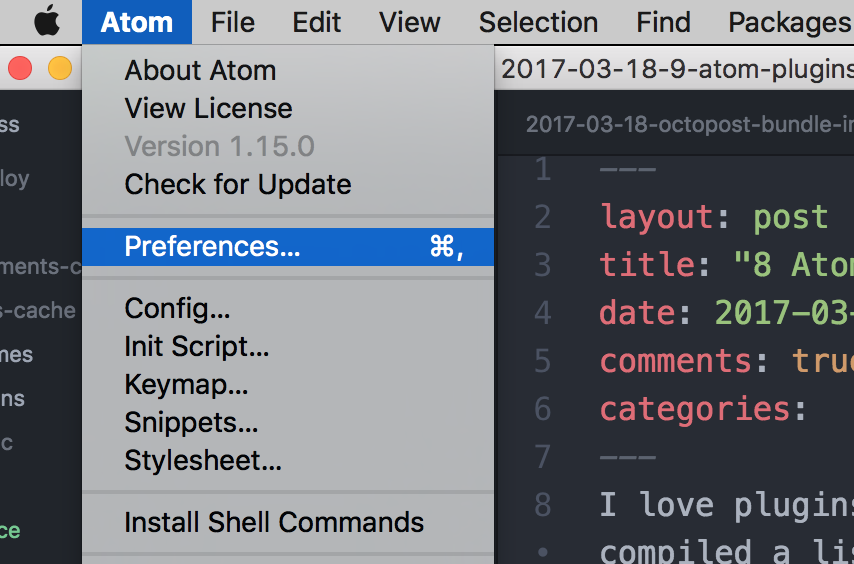 Atom File Edit View Selection Find Packages
2017-03-18-9-atom-plugins
About Atom
View License
Version 1.15.0
Check for Update
Preferences... ⌘,
Config...
Init Script...
Keymap...
Snippets...
Stylesheet...
Install Shell Commands
ss
loy
ments-c
s-cache
mes
ns
c
ce
2017-03-18-octopost-bundle-in
1 ---
2 layout: post
3 title: "8 Atom
4 date: 2017-03-
5 comments: true
6 categories:
7 ---
8 I love plugins
• compiled a lis